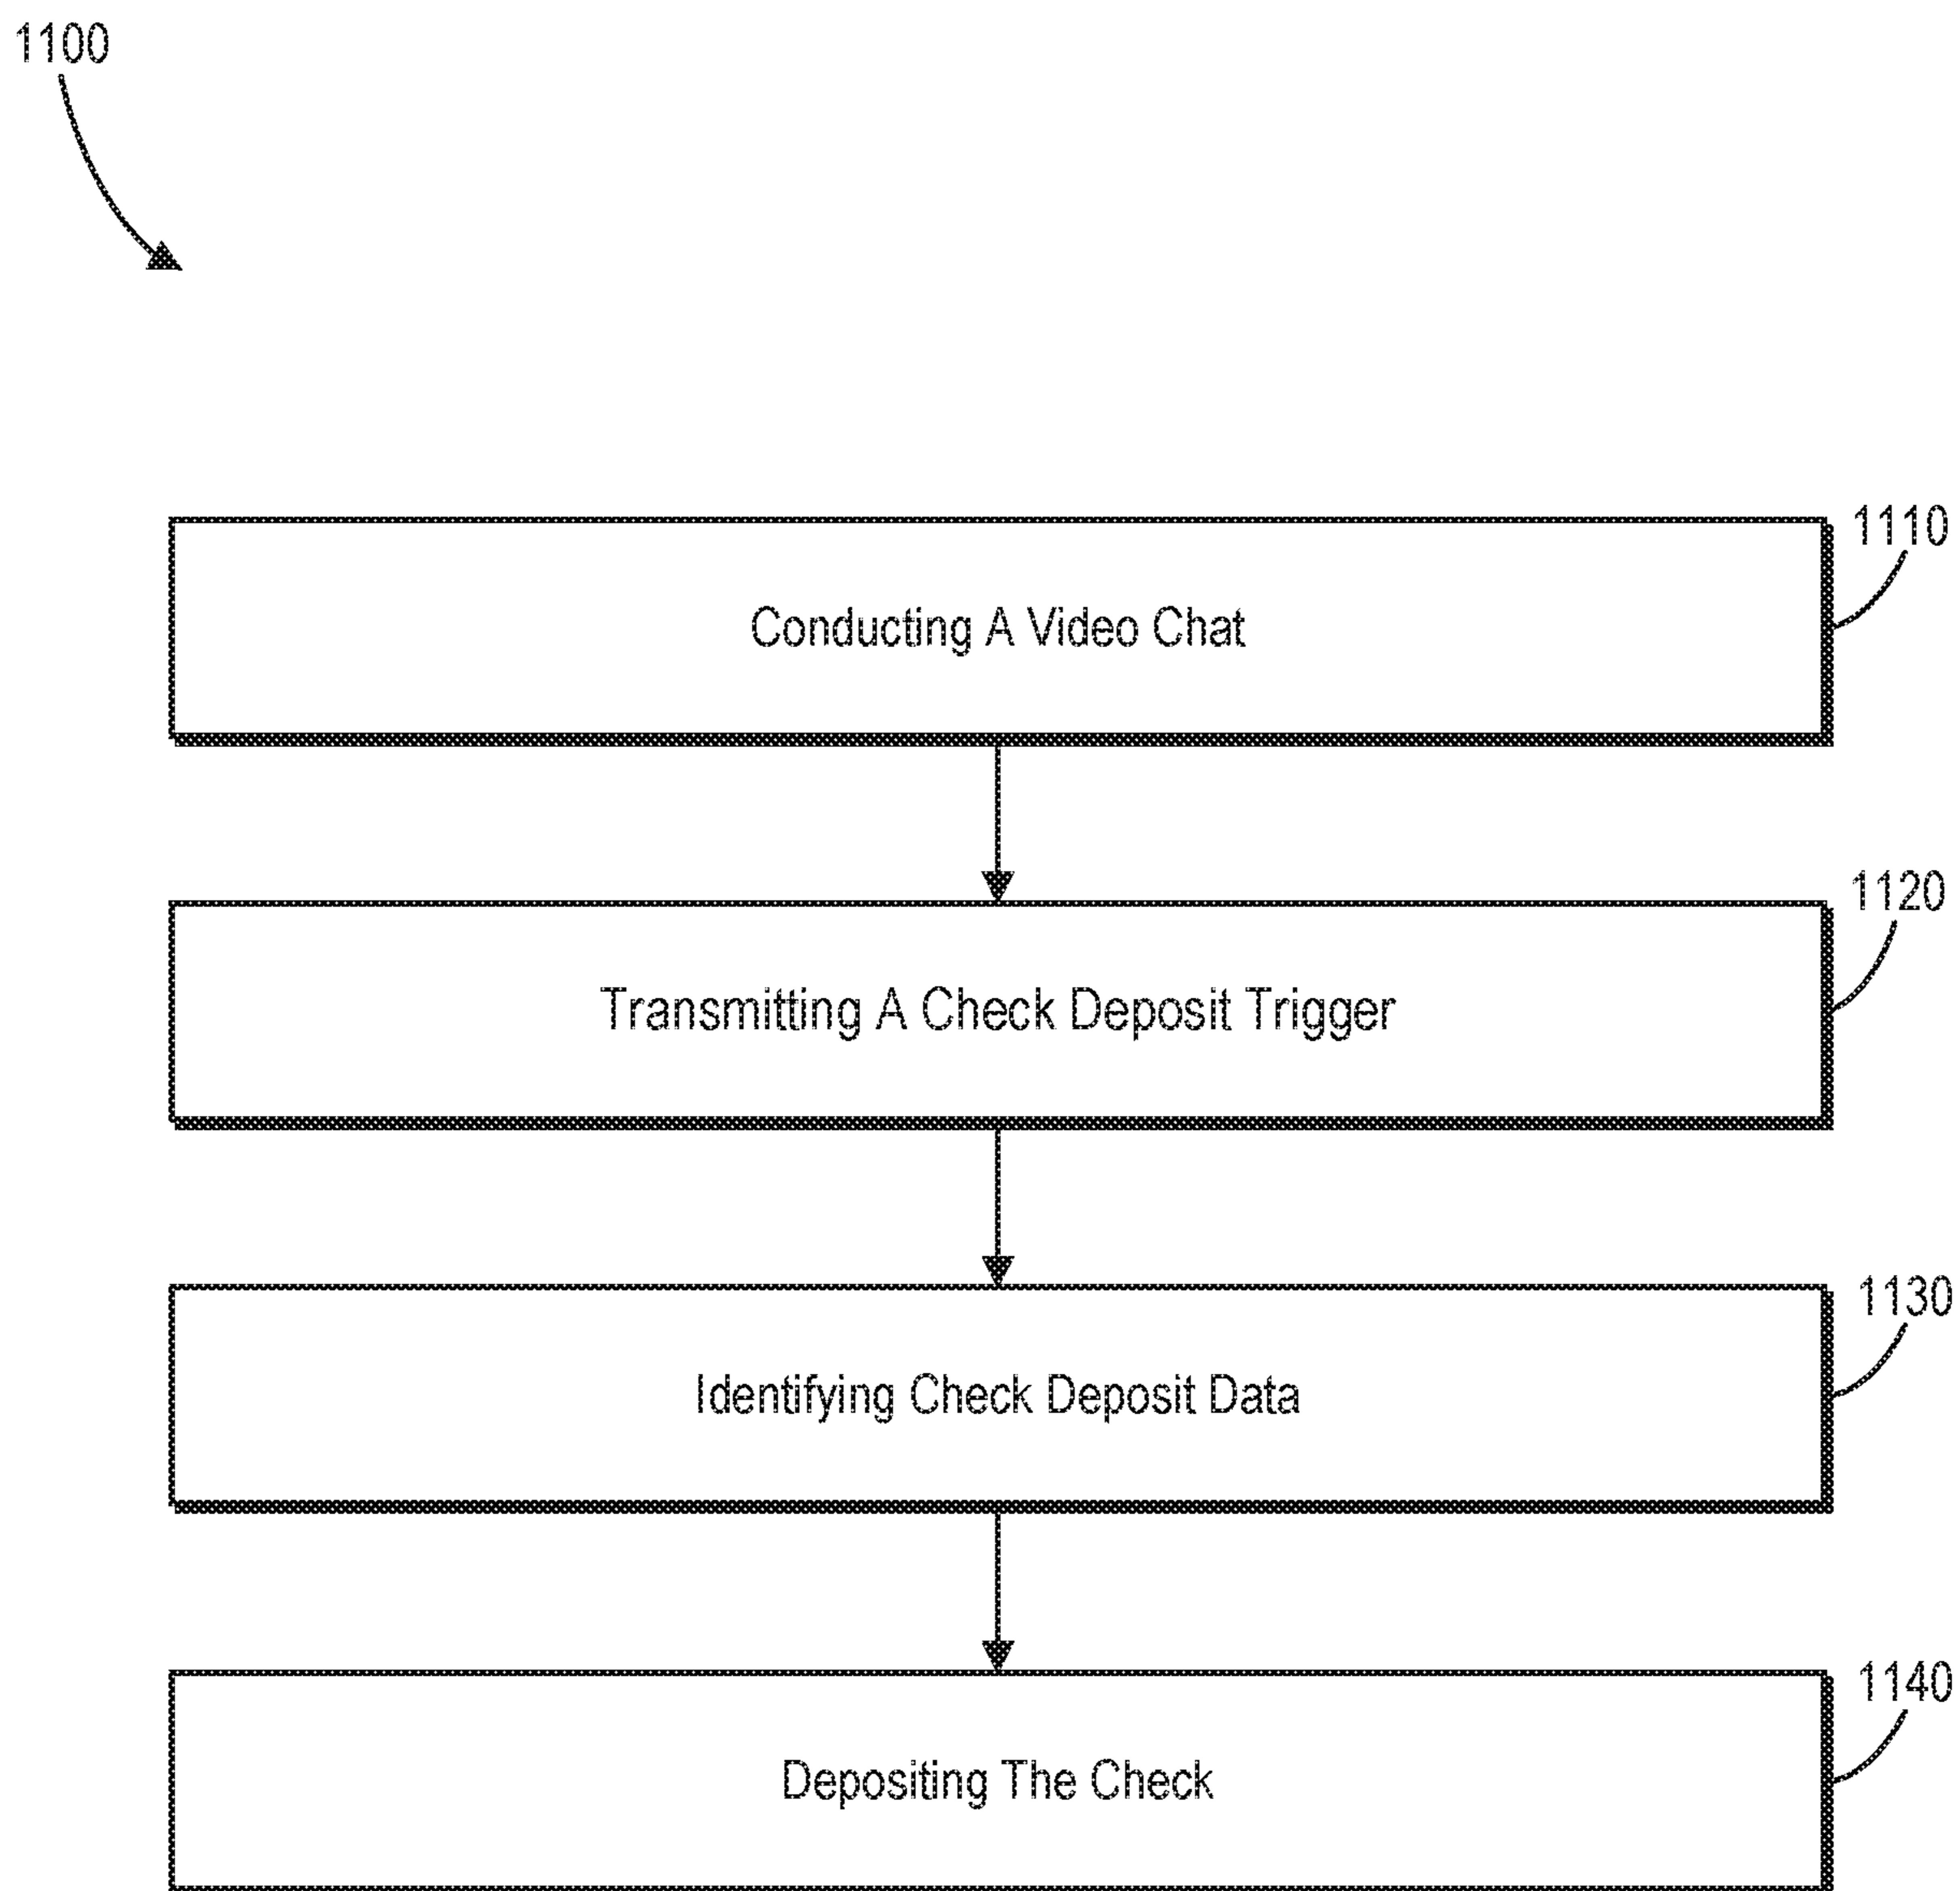 1100
1110
Conducting A Video Chat
1120
Transmitting A Check Deposit Trigger
1130
Identifying Check Deposit Data
1140
Depositing The Check